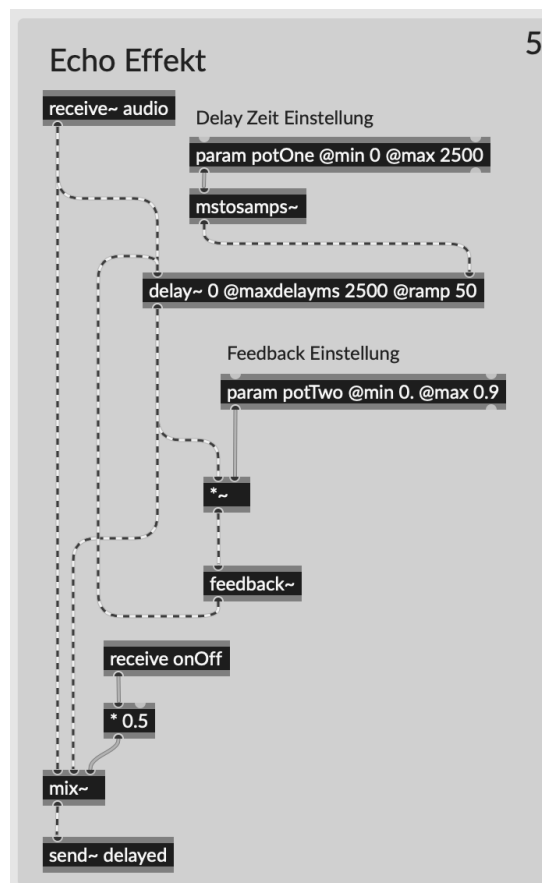 5
Echo Effekt
receive~ audio
Delay Zeit Einstellung
param potOne @min 0 @max 2500
mstosamps~
delay~ 0 @maxdelayms 2500 @ramp 50
Feedback Einstellung
param potTwo @min 0. @max 0.9
*~
feedback~
receive onOff
* 0.5
mix~
send~ delayed